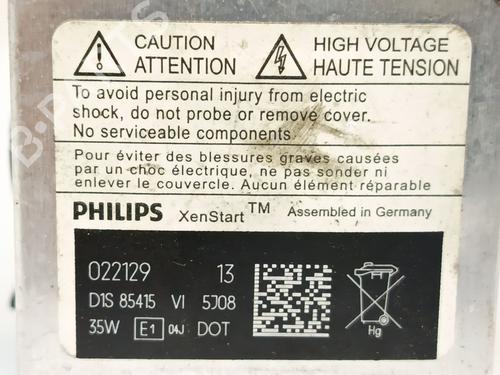 CAUTION
ATTENTION
HIGH VOLTAGE
HAUTE TENSION
To avoid personal injury from electric
shock, do not probe or remove cover.
No serviceable components.
Pour éviter des blessures graves causées
par un choc électrique, ne pas sonder ni
enlever le couvercle. Aucun élément réparable
PHILIPS XenStart™ Assembled in Germany
022129 13
D1S 85415 VI 5J08
35W E1 04J DOT
Hg